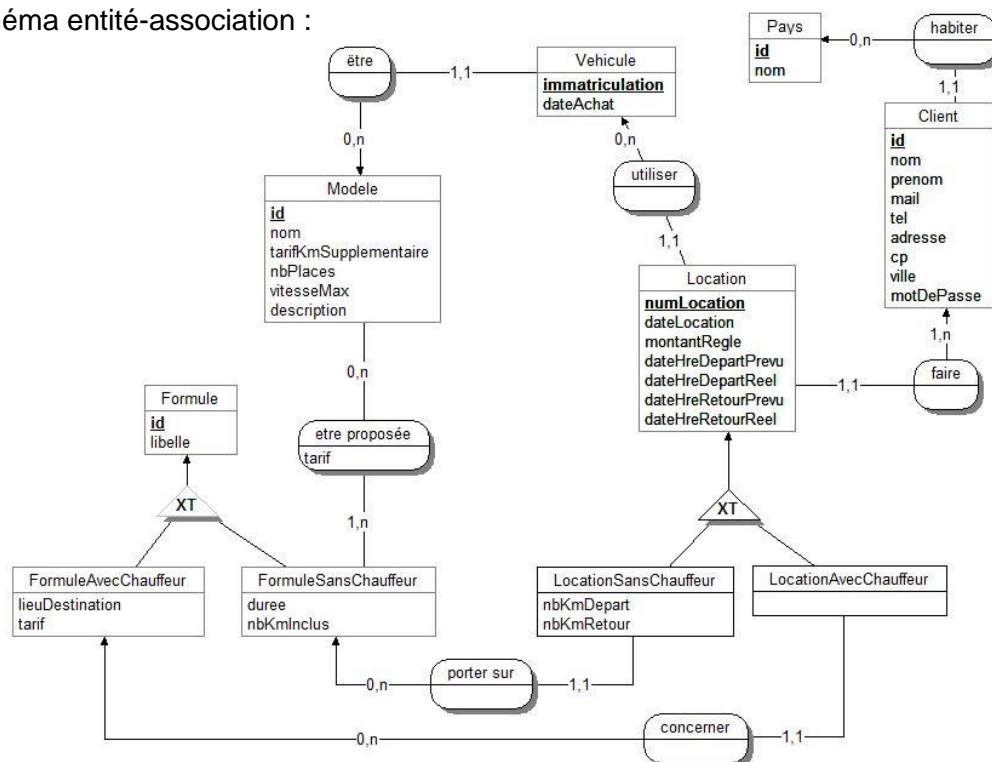 éma entité-association :
Pays
id
nom
0,n
habiter
1,1
être
1,1
Vehicule
immatriculation
dateAchat
0,n
0,n
utiliser
1,1
Client
id
nom
prenom
mail
tel
adresse
cp
ville
motDePasse
Modele
id
nom
tarifKmSupplementaire
nbPlaces
vitesseMax
description
Location
numLocation
dateLocation
montantRegle
dateHreDepartPrevu
dateHreDepartReel
dateHreRetourPrevu
dateHreRetourReel
1,n
1,1
faire
0,n
Formule
id
libelle
etre proposée
tarif
1,n
XT
XT
FormuleAvecChauffeur
lieuDestination
tarif
FormuleSansChauffeur
duree
nbKmInclus
LocationSansChauffeur
nbKmDepart
nbKmRetour
LocationAvecChauffeur
0,n
porter sur
1,1
0,n
concerner
1,1